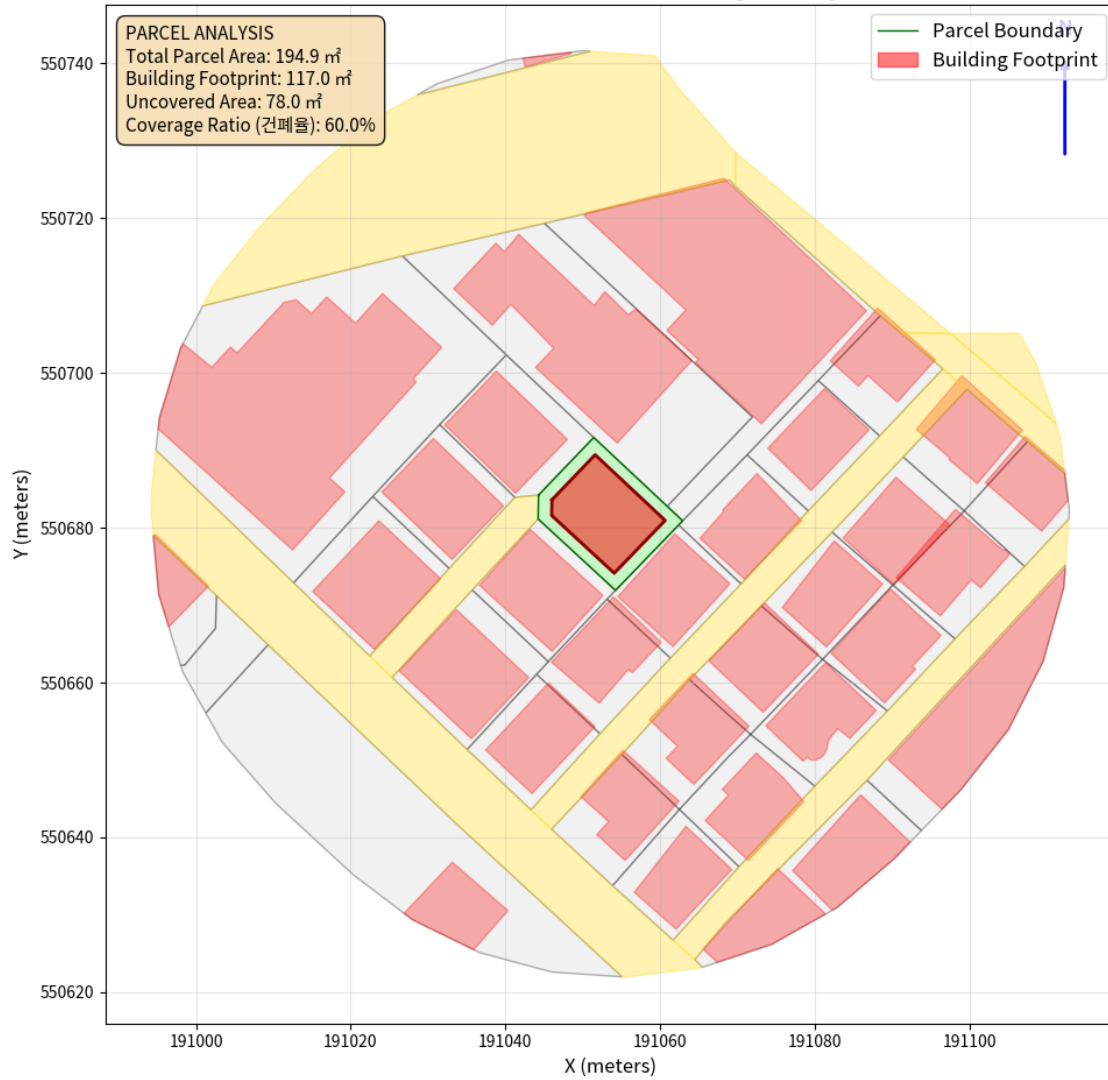 PARCEL ANALYSIS
Total Parcel Area: 194.9 ㎡
Building Footprint: 117.0 ㎡
Uncovered Area: 78.0 ㎡
Coverage Ratio (건폐율): 60.0%
N
Parcel Boundary
Building Footprint
550740
550720
550700
550680
550660
550640
550620
Y (meters)
191000
191020
191040
191060
191080
191100
X (meters)